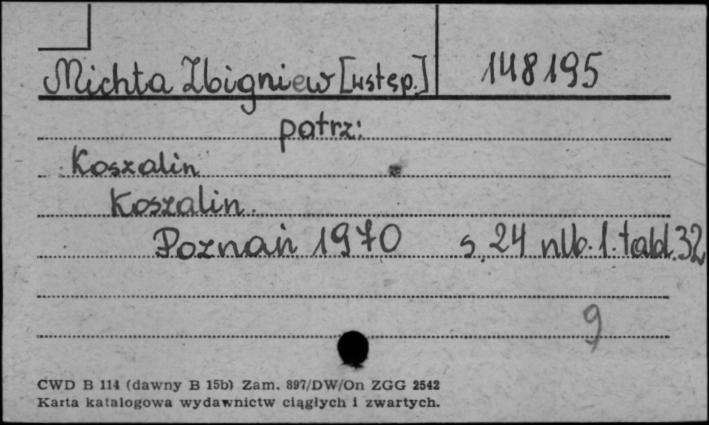 Michta Zbigniew [wstęp.] 148195
patrz:
Koszalin
Koszalin.
Poznań 1970 s. 24 nlb. 1. tabl. 32
9
CWD B 114 (dawny B 15b) Zam. 897/DW/On ZGG 2542
Karta katalogowa wydawnictw ciągłych i zwartych.